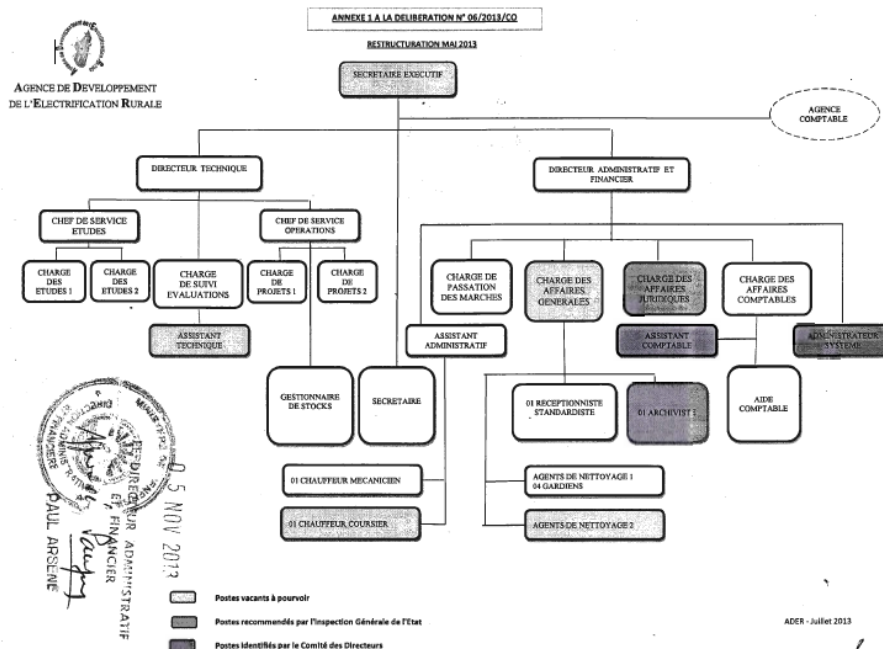 ANNEXE 1 A LA DELIBERATION N° 06/2013/CO
RESTRUCTURATION MAI 2013
AGENCE DE DEVELOPPEMENT
DE L'ELECTRIFICATION RURALE
SECRETAIRE EXECUTIF
AGENCE
COMPTABLE
DIRECTEUR TECHNIQUE
DIRECTEUR ADMINISTRATIF ET
FINANCIER
CHEF DE SERVICE
ETUDES
CHEF DE SERVICE
OPERATIONS
CHARGE
DES
ETUDES 1
CHARGE
DES
ETUDES 2
CHARGE
DE SUIVI
EVALUATIONS
CHARGE
DE
PROJETS 1
CHARGE
DE
PROJETS 2
CHARGE DE
PASSATION
DES MARCHES
CHARGE DES
AFFAIRES
GENERALES
CHARGE DES
AFFAIRES
JURIDIQUES
CHARGE DES
AFFAIRES
COMPTABLES
ASSISTANT
TECHNIQUE
ASSISTANT
ADMINISTRATIF
ASSISTANT
COMPTABLE
ADMINISTRATEUR
SYSTEME
GESTIONNAIRE
DE STOCKS
SECRETAIRE
01 RECEPTIONNISTE
STANDARDISTE
01 ARCHIVISTE
AIDE
COMPTABLE
01 CHAUFFEUR MECANICIEN
AGENTS DE NETTOYAGE 1
04 GARDIENS
01 CHAUFFEUR COURSIER
AGENTS DE NETTOYAGE 2
0 5 NOV 2013
DIRECTEUR ADMINISTRATIF
ET FINANCIER
PAUL ARSENE
Postes vacants à pourvoir
Postes recommandés par l'Inspection Générale de l'Etat
Postes identifiés par le Comité des Directeurs
ADER - Juillet 2013